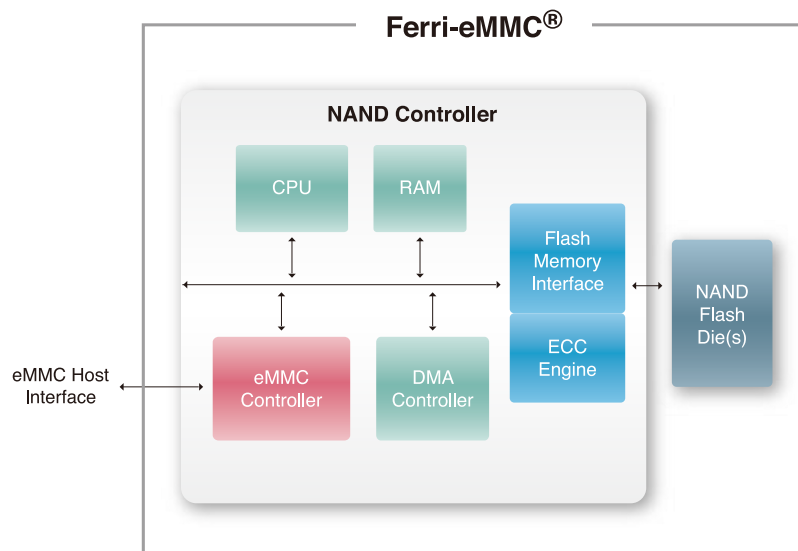 Ferri-eMMC®
NAND Controller
CPU
RAM
Flash
Memory
Interface
NAND
Flash
Die(s)
ECC
Engine
eMMC Host
Interface
eMMC
Controller
DMA
Controller